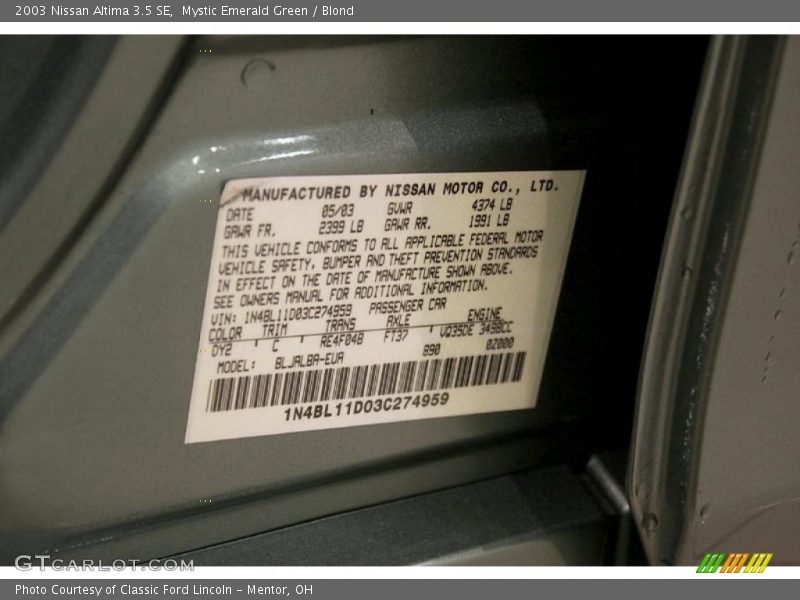 2003 Nissan Altima 3.5 SE,  Mystic Emerald Green / Blond
MANUFACTURED BY NISSAN MOTOR CO., LTD.
DATE 05/03 GVWR 4374 LB
GAWR FR. 2399 LB GAWR RR. 1991 LB
THIS VEHICLE CONFORMS TO ALL APPLICABLE FEDERAL MOTOR
VEHICLE SAFETY, BUMPER AND THEFT PREVENTION STANDARDS
IN EFFECT ON THE DATE OF MANUFACTURE SHOWN ABOVE.
SEE OWNERS MANUAL FOR ADDITIONAL INFORMATION.
VIN: 1N4BL11D03C274959 PASSENGER CAR
COLOR TRIM TRANS AXLE ENGINE
DY2 C RE4F04B FT37 VQ35DE 3498CC
MODEL: BLJALBA-EUA 890 0Z000
1N4BL11D03C274959
GTCARLOT.COM
Photo Courtesy of Classic Ford Lincoln - Mentor, OH